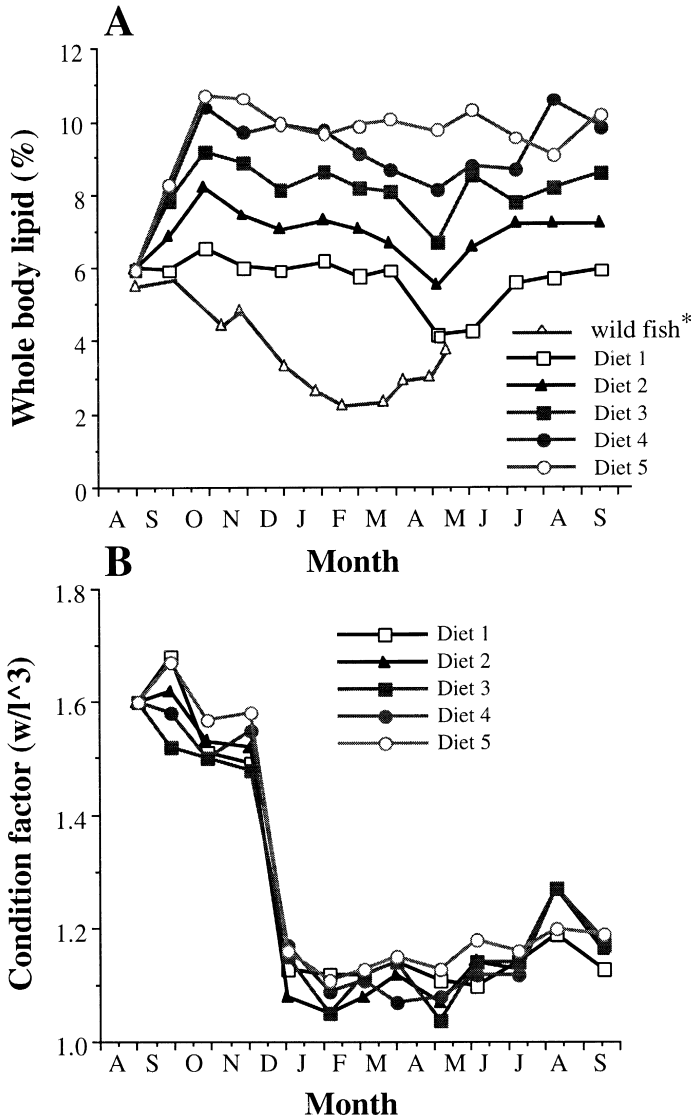 A
Whole body lipid (%)
12
10
8
6
4
2
0
wild fish*
Diet 1
Diet 2
Diet 3
Diet 4
Diet 5
A S O N D J F M A M J J A S
Month
B
Condition factor (w/l^3)
1.8
1.6
1.4
1.2
1.0
Diet 1
Diet 2
Diet 3
Diet 4
Diet 5
A S O N D J F M A M J J A S
Month